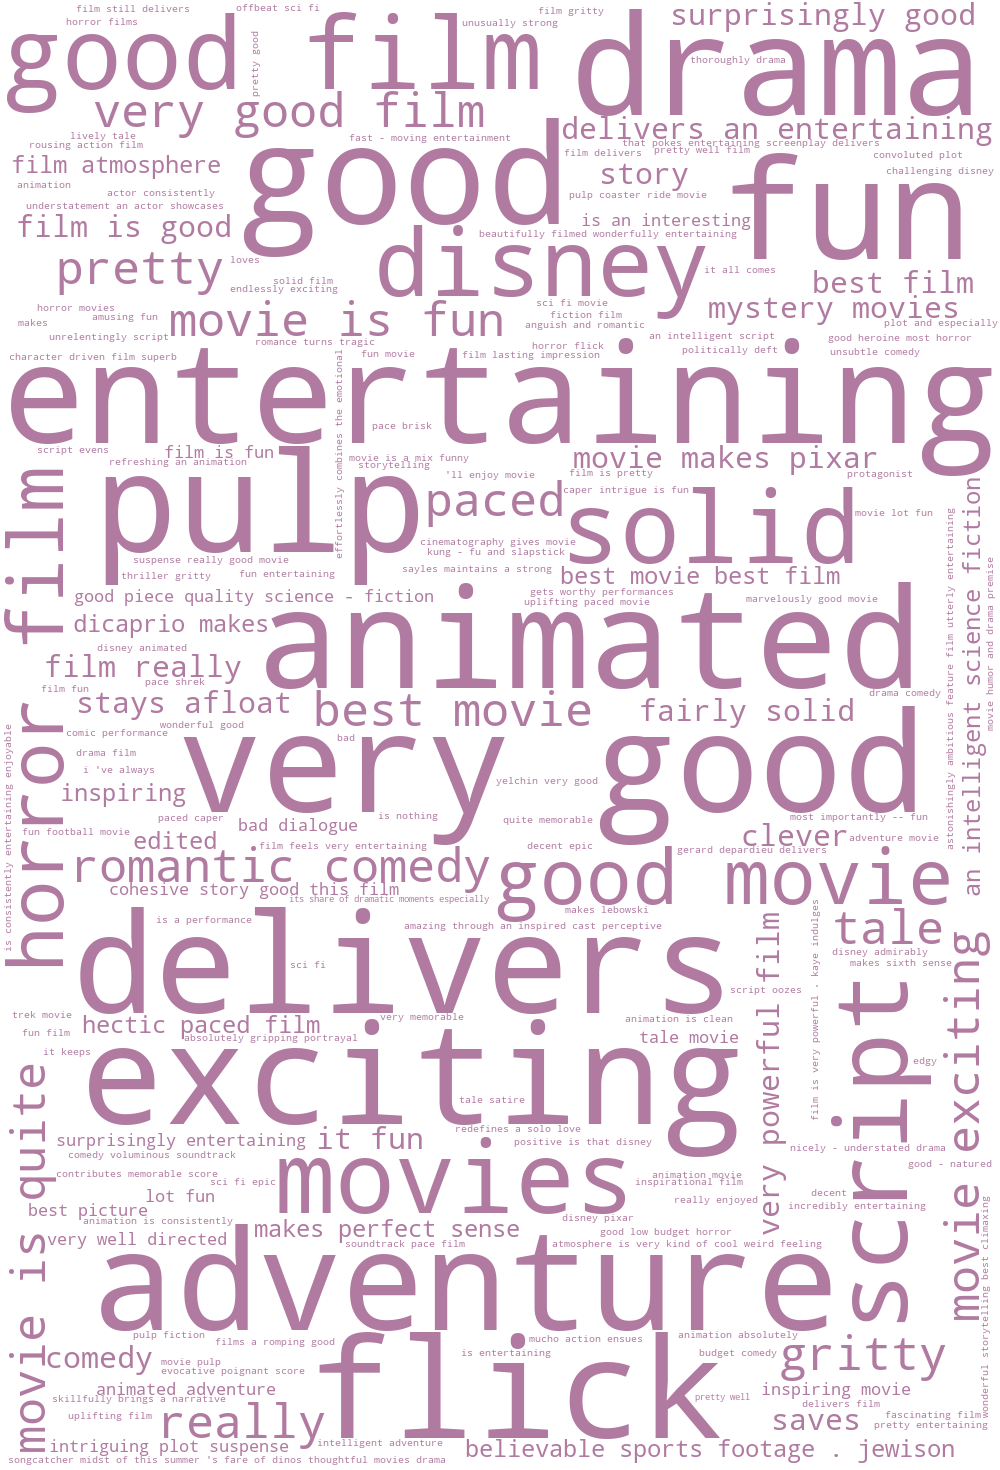 film still delivers
offbeat sci fi
film gritty
surprisingly good
horror films
unusually strong
good film
drama
pretty good
thoroughly drama
very good film
delivers an entertaining
lively tale
fast - moving entertainment
rousing action film
that pokes entertaining screenplay delivers
film atmosphere
good
film delivers
pretty well film
convoluted plot
fun
story
challenging disney
animation
actor consistently
pulp coaster ride movie
understatement an actor showcases
is an interesting
film is good
beautifully filmed wonderfully entertaining
disney
pretty
loves
it all comes
solid film
best film
endlessly exciting
horror movies
sci fi movie
mystery movies
amusing fun
movie is fun
fiction film
makes
anguish and romantic
plot and especially
unrelentingly script
romance turns tragic
horror flick
an intelligent script
good heroine most horror
character driven film superb
fun movie
film lasting impression
politically deft
unsubtle comedy
entertaining
effortlessly combines the emotional
pace brisk
script evens
film is fun
movie is a mix funny
movie makes pixar
refreshing an animation
storytelling
pulp
'll enjoy movie
film is pretty
protagonist
horror film
paced
caper intrigue is fun
solid
an intelligent science fiction
movie lot fun
astonishingly ambitious feature film utterly entertaining
cinematography gives movie
kung - fu and slapstick
suspense really good movie
sayles maintains a strong
movie humor and drama premise
thriller gritty
fun entertaining
best movie best film
good piece quality science - fiction
gets worthy performances
uplifting paced movie
marvelously good movie
animated
dicaprio makes
disney animated
film really
pace shrek
film fun
drama comedy
stays afloat
best movie
fairly solid
wonderful good
comic performance
is consistently entertaining enjoyable
bad
very good
drama film
i 've always
yelchin very good
inspiring
paced caper
is nothing
most importantly -- fun
bad dialogue
quite memorable
fun football movie
edited
clever
adventure movie
film feels very entertaining
decent epic
gerard depardieu delivers
romantic comedy
good movie
cohesive story good this film
its share of dramatic moments especially
makes lebowski
film is very powerful . kaye indulges
delivers
is a performance
amazing through an inspired cast perceptive
very powerful film
tale
movie exciting
disney admirably
sci fi
makes sixth sense
script
script oozes
trek movie
hectic paced film
very memorable
animation is clean
fun film
absolutely gripping portrayal
tale movie
exciting
it keeps
edgy
movie is quite
tale satire
redefines a solo love
surprisingly entertaining
it fun
positive is that disney
nicely - understated drama
comedy voluminous soundtrack
movies
good - natured
contributes memorable score
animation movie
sci fi epic
inspirational film
decent
lot fun
really enjoyed
incredibly entertaining
wonderful storytelling best climaxing
best picture
animation is consistently
disney pixar
makes perfect sense
good low budget horror
very well directed
soundtrack pace film
atmosphere is very kind of cool weird feeling
adventure
pulp fiction
films a romping good
mucho action ensues
animation absolutely
flick
gritty
comedy
movie pulp
is entertaining
budget comedy
evocative poignant score
animated adventure
inspiring movie
skillfully brings a narrative
pretty well
delivers film
really
uplifting film
saves
fascinating film
pretty entertaining
intriguing plot suspense
intelligent adventure
believable sports footage . jewison
songcatcher midst of this summer 's fare of dinos thoughtful movies drama